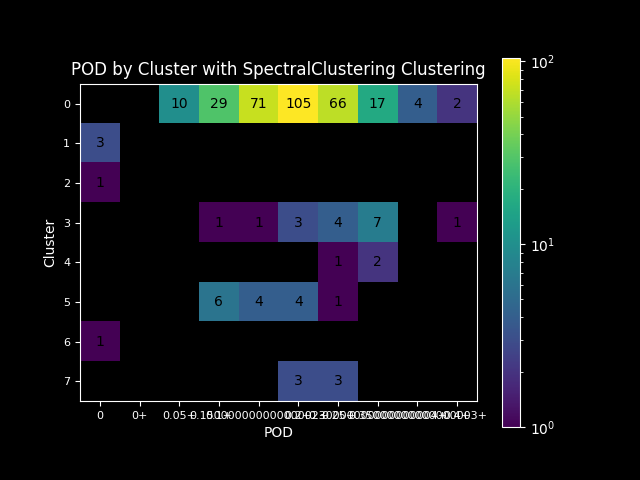 POD by Cluster with SpectralClustering Clustering
10²
0 10 29 71 105 66 17 4 2
1 3
2 1
10¹
3 1 1 3 4 7 1
4 1 2
5 6 4 4 1
6 1
7 3 3
10⁰
0 0+ 0.05+
POD
Cluster